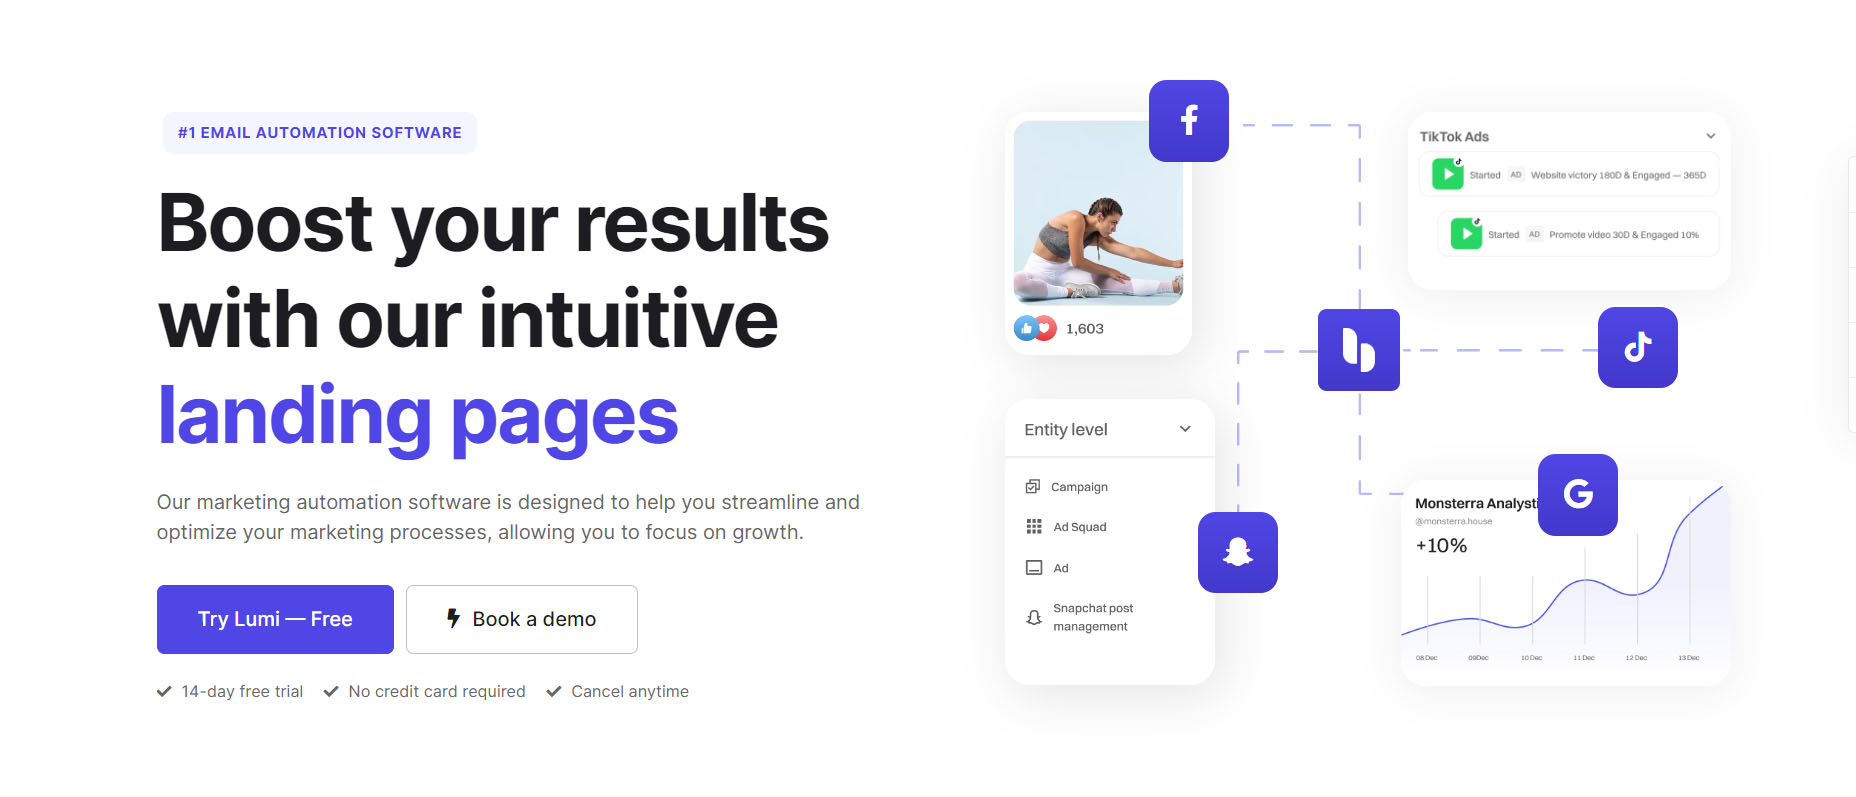 #1 EMAIL AUTOMATION SOFTWARE
Boost your results
with our intuitive
landing pages
Our marketing automation software is designed to help you streamline and
optimize your marketing processes, allowing you to focus on growth.
Try Lumi — Free
Book a demo
14-day free trial
No credit card required
Cancel anytime
1,603
TikTok Ads
Started AD Website victory 180D & Engaged — 365D
Started AD Promote video 30D & Engaged 10%
Entity level
Campaign
Ad Squad
Ad
Snapchat post
management
Monsterra Analysti
@monsterra.house
+10%
08 Dec 09Dec 10 Dec 11 Dec 12 Dec 13 Dec